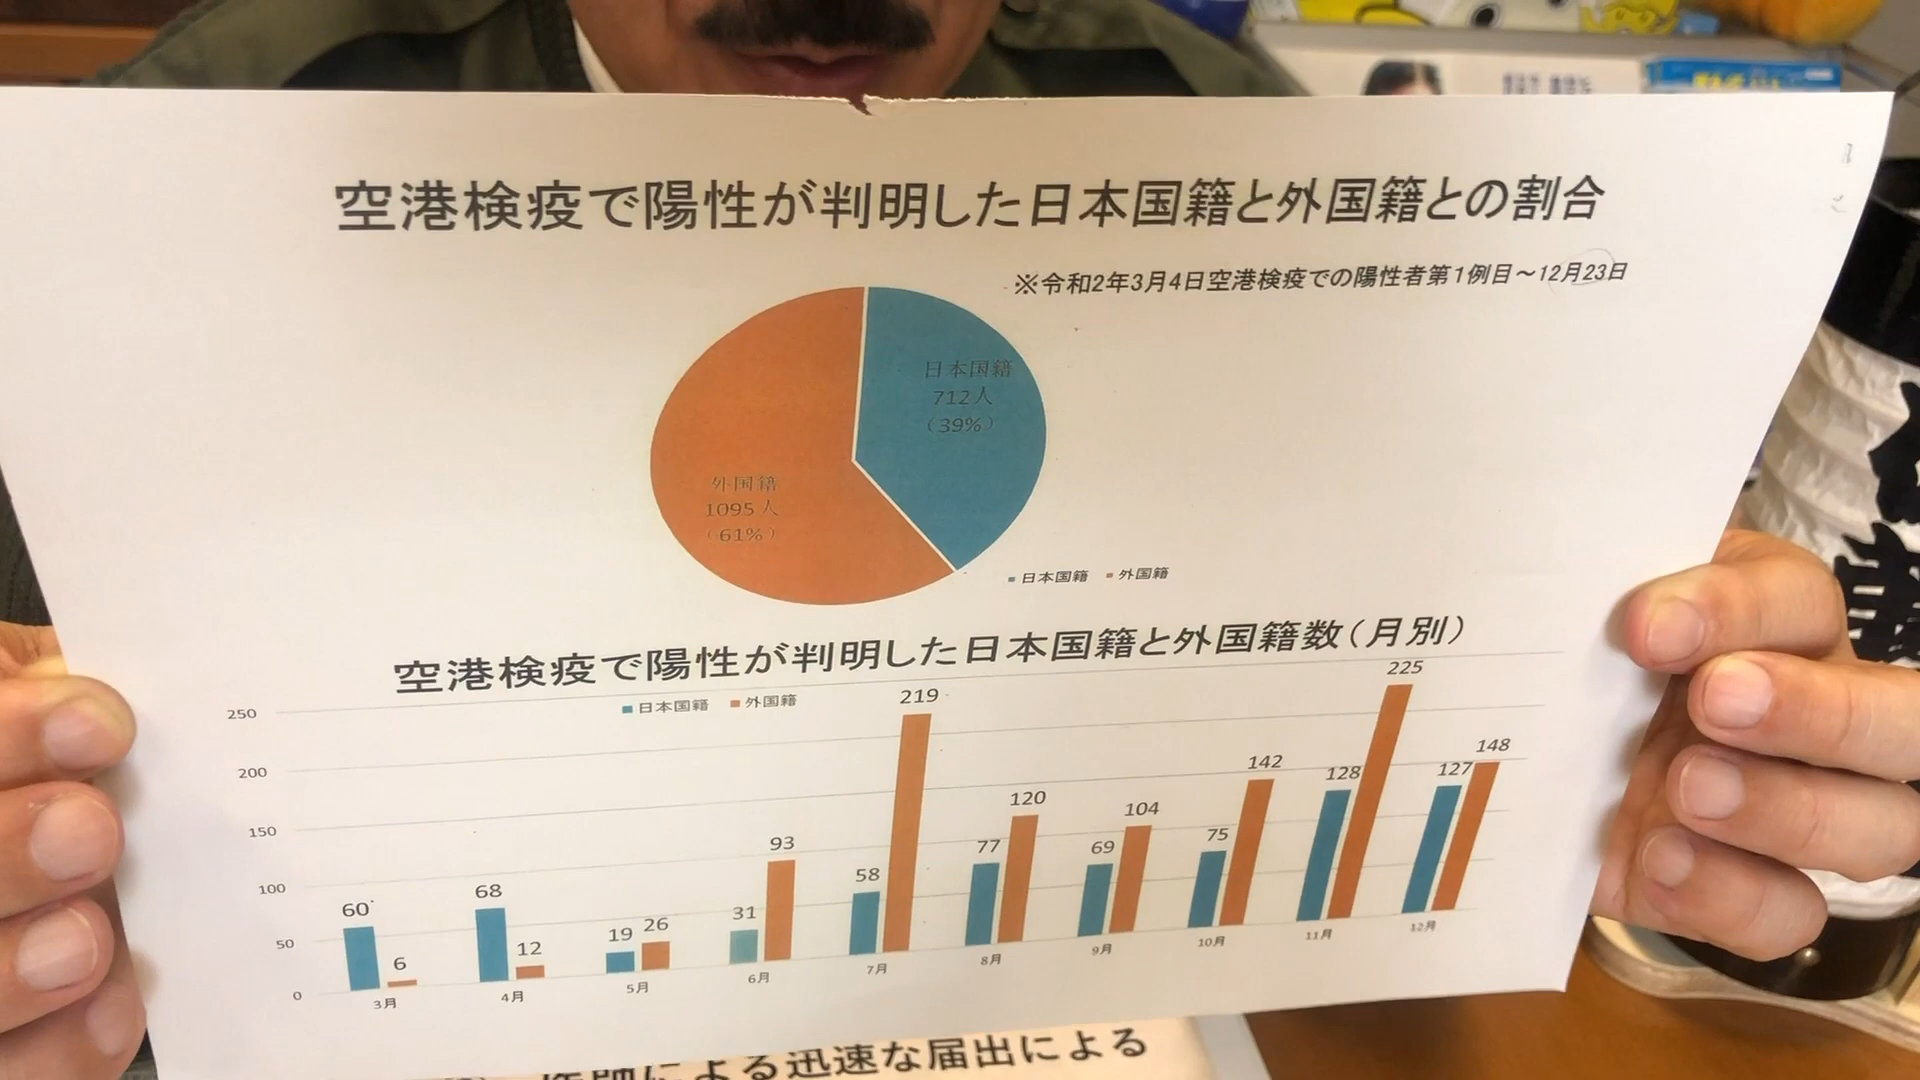 空港検疫で陽性が判明した日本国籍と外国籍との割合
※令和2年3月4日空港検疫での陽性者第1例目～12月23日
日本国籍
712人
（39%）
外国籍
1095人
（61%）
■日本国籍 ■外国籍
空港検疫で陽性が判明した日本国籍と外国籍数（月別）
■日本国籍 ■外国籍
250
200
150
100
50
0
60 6 68 12 19 26 31 93 58 219 77 120 69 104 75 142 128 225 127 148
3月 4月 5月 6月 7月 8月 9月 10月 11月 12月
医師による迅速な届出による